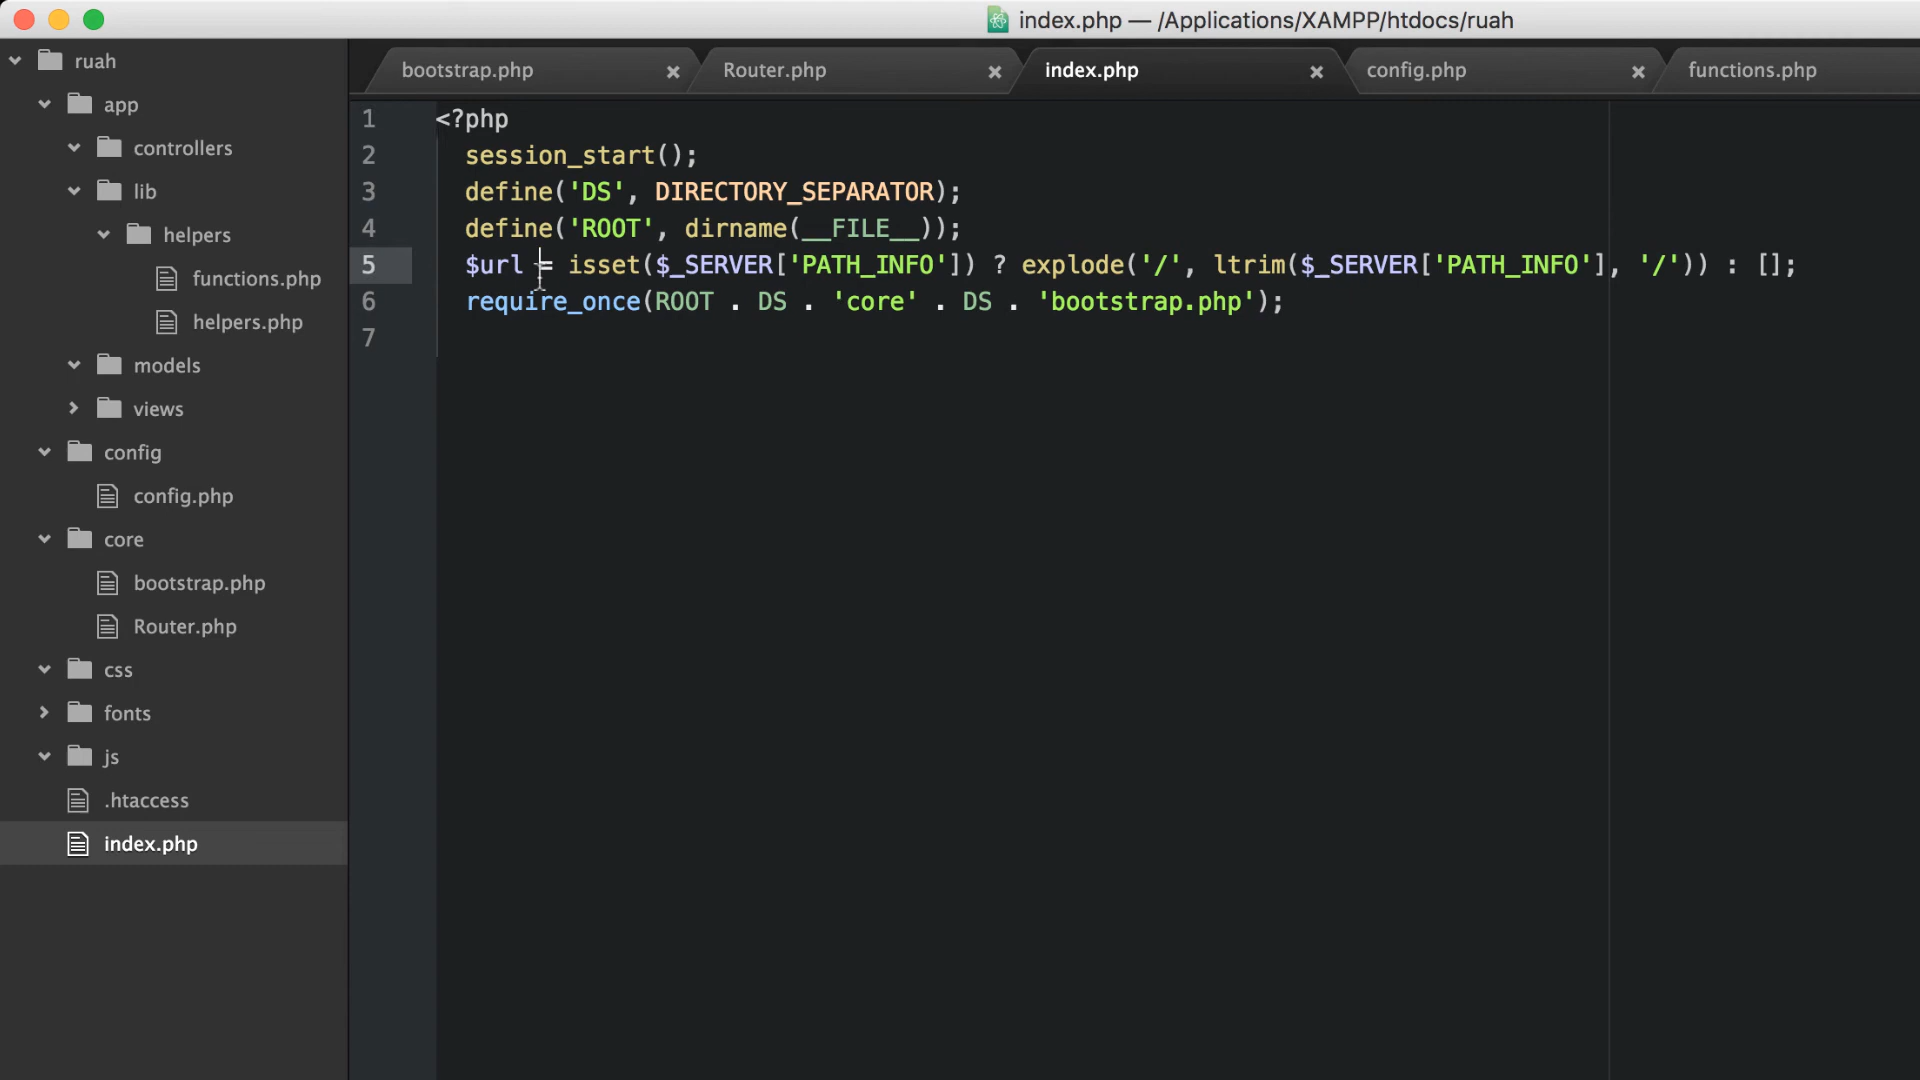 index.php — /Applications/XAMPP/htdocs/ruah
ruah
app
controllers
lib
helpers
functions.php
helpers.php
models
views
config
config.php
core
bootstrap.php
Router.php
css
fonts
js
.htaccess
index.php
bootstrap.php
Router.php
index.php
config.php
functions.php
1 <?php
2 session_start();
3 define('DS', DIRECTORY_SEPARATOR);
4 define('ROOT', dirname(__FILE__));
5 $url = isset($_SERVER['PATH_INFO']) ? explode('/', ltrim($_SERVER['PATH_INFO'], '/')) : [];
6 require_once(ROOT . DS . 'core' . DS . 'bootstrap.php');
7